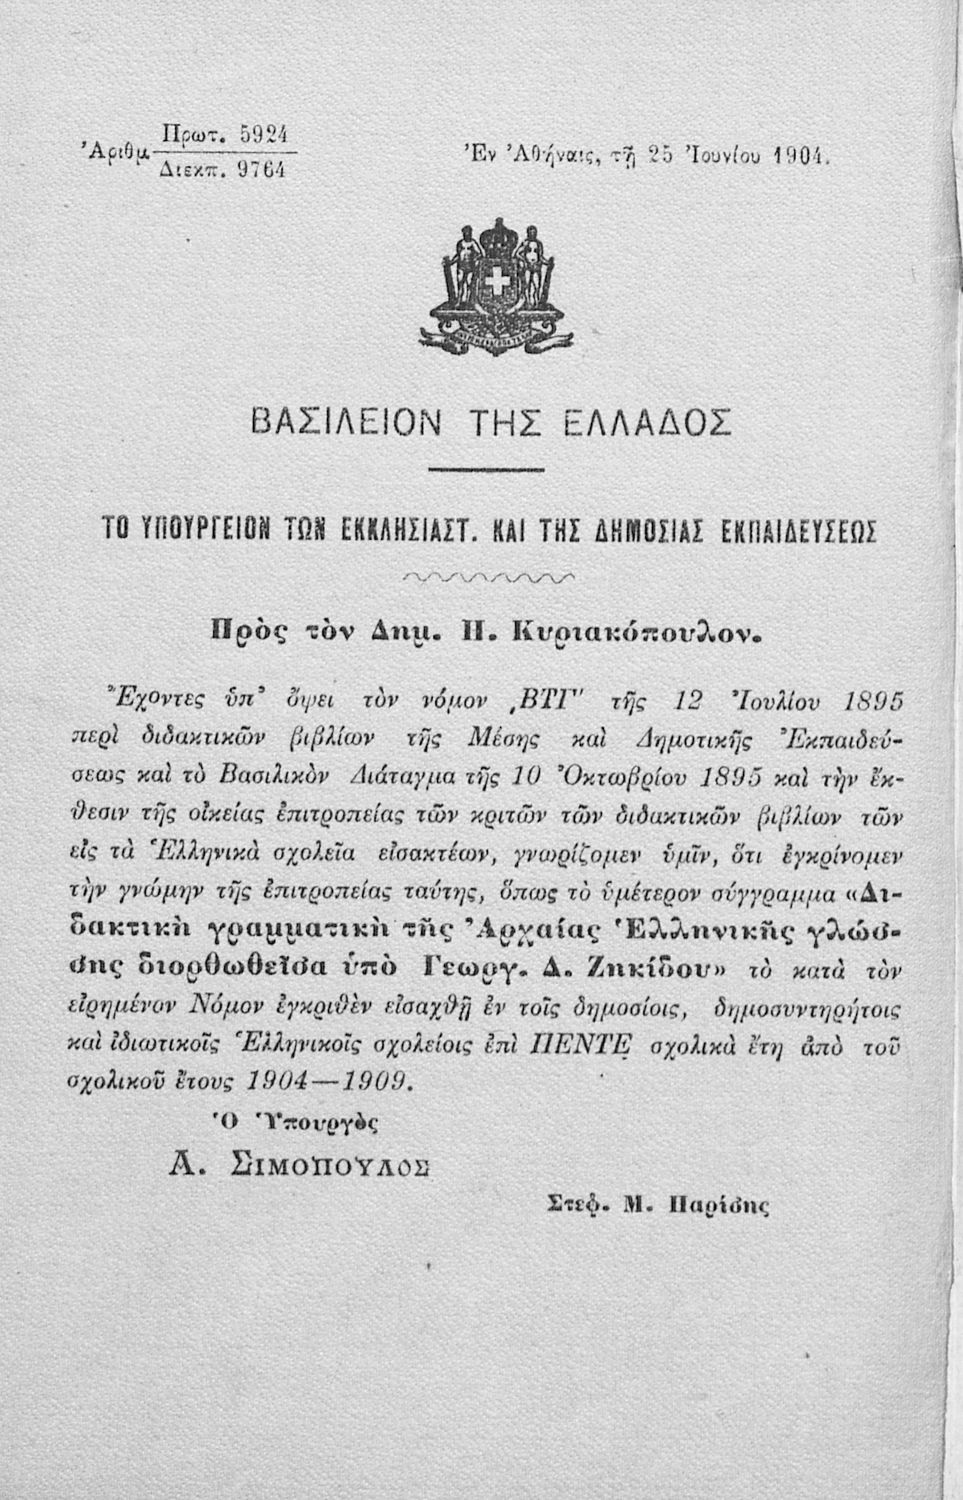 Ἀριθμ. Πρωτ. 5924
Διεκπ. 9764
Ἐν Ἀθήναις, τῇ 25 Ἰουνίου 1904.
ΒΑΣΙΛΕΙΟΝ ΤΗΣ ΕΛΛΑΔΟΣ
ΤΟ ΥΠΟΥΡΓΕΙΟΝ ΤΩΝ ΕΚΚΛΗΣΙΑΣΤ. ΚΑΙ ΤΗΣ ΔΗΜΟΣΙΑΣ ΕΚΠΑΙΔΕΥΣΕΩΣ
Πρὸς τὸν Δημ. Π. Κυριακόπουλον.
Ἔχοντες ὑπ' ὄψει τὸν νόμον ͵ΒΤΓ' τῆς 12 Ἰουλίου 1895
περὶ διδακτικῶν βιβλίων τῆς Μέσης καὶ Δημοτικῆς Ἐκπαιδεύ-
σεως καὶ τὸ Βασιλικὸν Διάταγμα τῆς 10 Ὀκτωβρίου 1895 καὶ τὴν ἔκ-
θεσιν τῆς οἰκείας ἐπιτροπείας τῶν κριτῶν τῶν διδακτικῶν βιβλίων τῶν
εἰς τὰ Ἑλληνικὰ σχολεῖα εἰσακτέων, γνωρίζομεν ὑμῖν, ὅτι ἐγκρίνομεν
τὴν γνώμην τῆς ἐπιτροπείας ταύτης, ὅπως τὸ ὑμέτερον σύγγραμμα «Δι-
δακτικὴ γραμματικὴ τῆς Ἀρχαίας Ἑλληνικῆς γλώσ-
σης διορθωθεῖσα ὑπὸ Γεωργ. Δ. Ζηκίδου» τὸ κατὰ τὸν
εἰρημένον Νόμον ἐγκριθὲν εἰσαχθῇ ἐν τοῖς δημοσίοις, δημοσυντηρήτοις
καὶ ἰδιωτικοῖς Ἑλληνικοῖς σχολείοις ἐπὶ ΠΕΝΤΕ σχολικὰ ἔτη ἀπὸ τοῦ
σχολικοῦ ἔτους 1904—1909.
Ὁ Ὑπουργὸς
Α. ΣΙΜΟΠΟΥΛΟΣ
Στεφ. Μ. Παρίσης